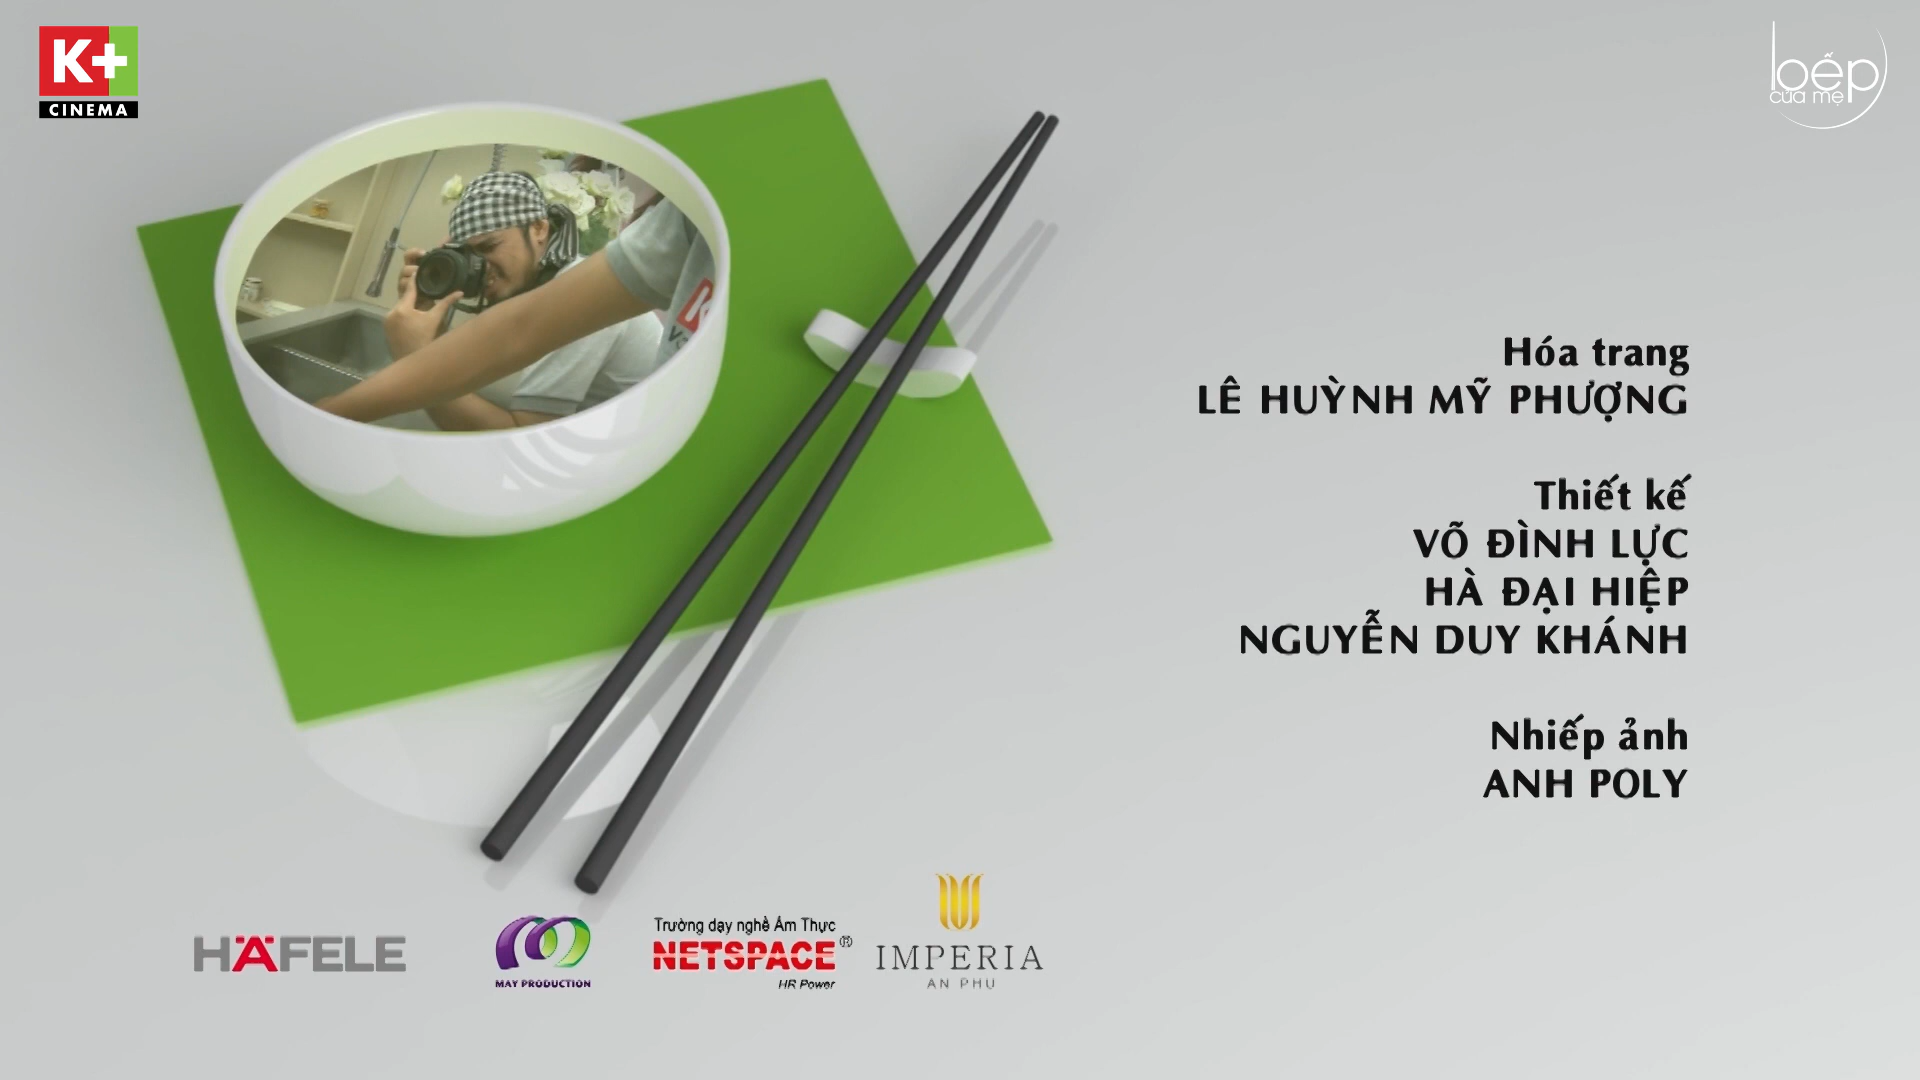 K+
CINEMA
bếp
của mẹ
Hóa trang
LÊ HUỲNH MỸ PHƯỢNG
Thiết kế
VÕ ĐÌNH LỰC
HÀ ĐẠI HIỆP
NGUYỄN DUY KHÁNH
Nhiếp ảnh
ANH POLY
HÄFELE
MAY PRODUCTION
Trường dạy nghề Ẩm Thực
NETSPACE®
HR Power
IMPERIA
AN PHU